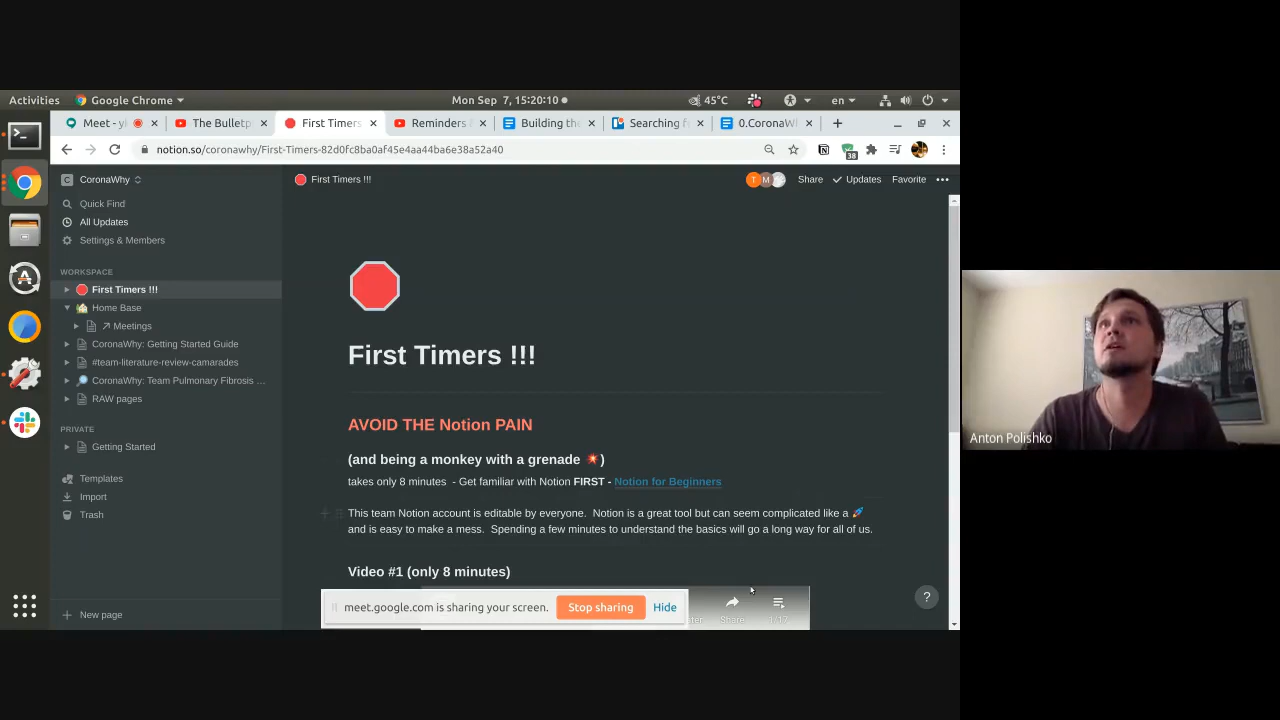 Activities
Google Chrome
Mon Sep 7, 15:20:10
45°C
en
Meet - y
The Bulletp
First Timers
Reminders
Building the
Searching f
0.CoronaWh
notion.so/coronawhy/First-Timers-82d0fc8ba0af45e4aa44ba6e38a52a40
38
C CoronaWhy
First Timers !!!
T M
Share
Updates
Favorite
Quick Find
All Updates
Settings & Members
WORKSPACE
First Timers !!!
Home Base
Meetings
CoronaWhy: Getting Started Guide
#team-literature-review-camarades
CoronaWhy: Team Pulmonary Fibrosis ...
RAW pages
PRIVATE
Getting Started
Templates
Import
Trash
New page
First Timers !!!
AVOID THE Notion PAIN
(and being a monkey with a grenade 💥)
takes only 8 minutes - Get familiar with Notion FIRST - Notion for Beginners
This team Notion account is editable by everyone. Notion is a great tool but can seem complicated like a 🚀
and is easy to make a mess. Spending a few minutes to understand the basics will go a long way for all of us.
Video #1 (only 8 minutes)
meet.google.com is sharing your screen.
Stop sharing
Hide
Share
?
Anton Polishko